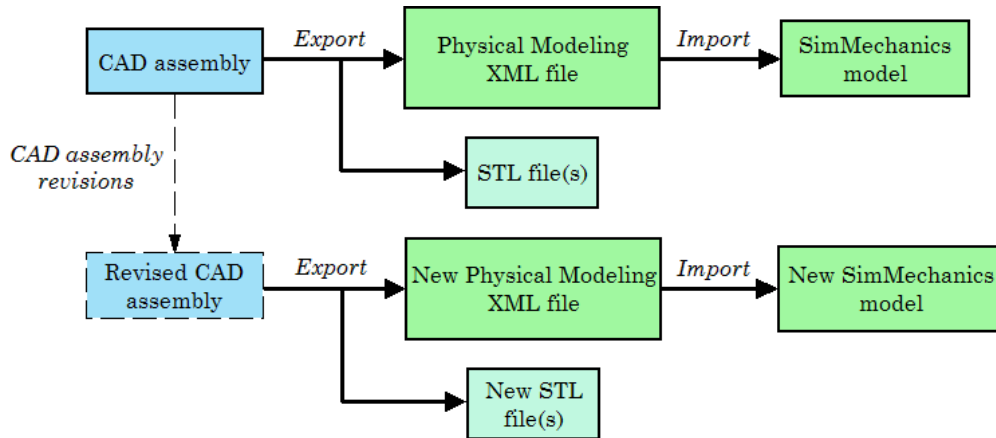 Export
Physical Modeling
XML file
Import
SimMechanics
model
CAD assembly
CAD assembly
revisions
STL file(s)
Revised CAD
assembly
Export
New Physical Modeling
XML file
Import
New SimMechanics
model
New STL
file(s)